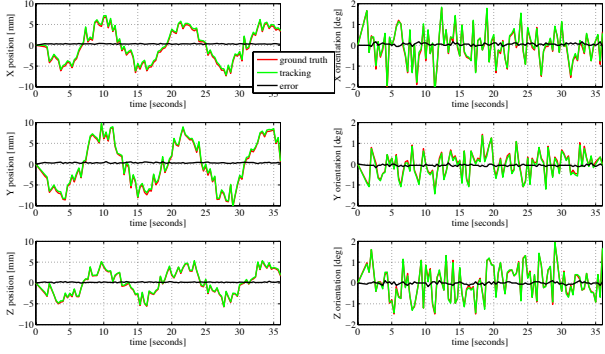 10
5
0
−5
−10
X position [mm]
0 5 10 15 20 25 30 35
time [seconds]
ground truth
tracking
error
2
1
0
−1
−2
X orientation [deg]
0 5 10 15 20 25 30 35
time [seconds]
10
5
0
−5
−10
Y position [mm]
0 5 10 15 20 25 30 35
time [seconds]
2
1
0
−1
−2
Y orientation [deg]
0 5 10 15 20 25 30 35
time [seconds]
10
5
0
−5
−10
Z position [mm]
0 5 10 15 20 25 30 35
time [seconds]
2
1
0
−1
−2
Z orientation [deg]
0 5 10 15 20 25 30 35
time [seconds]